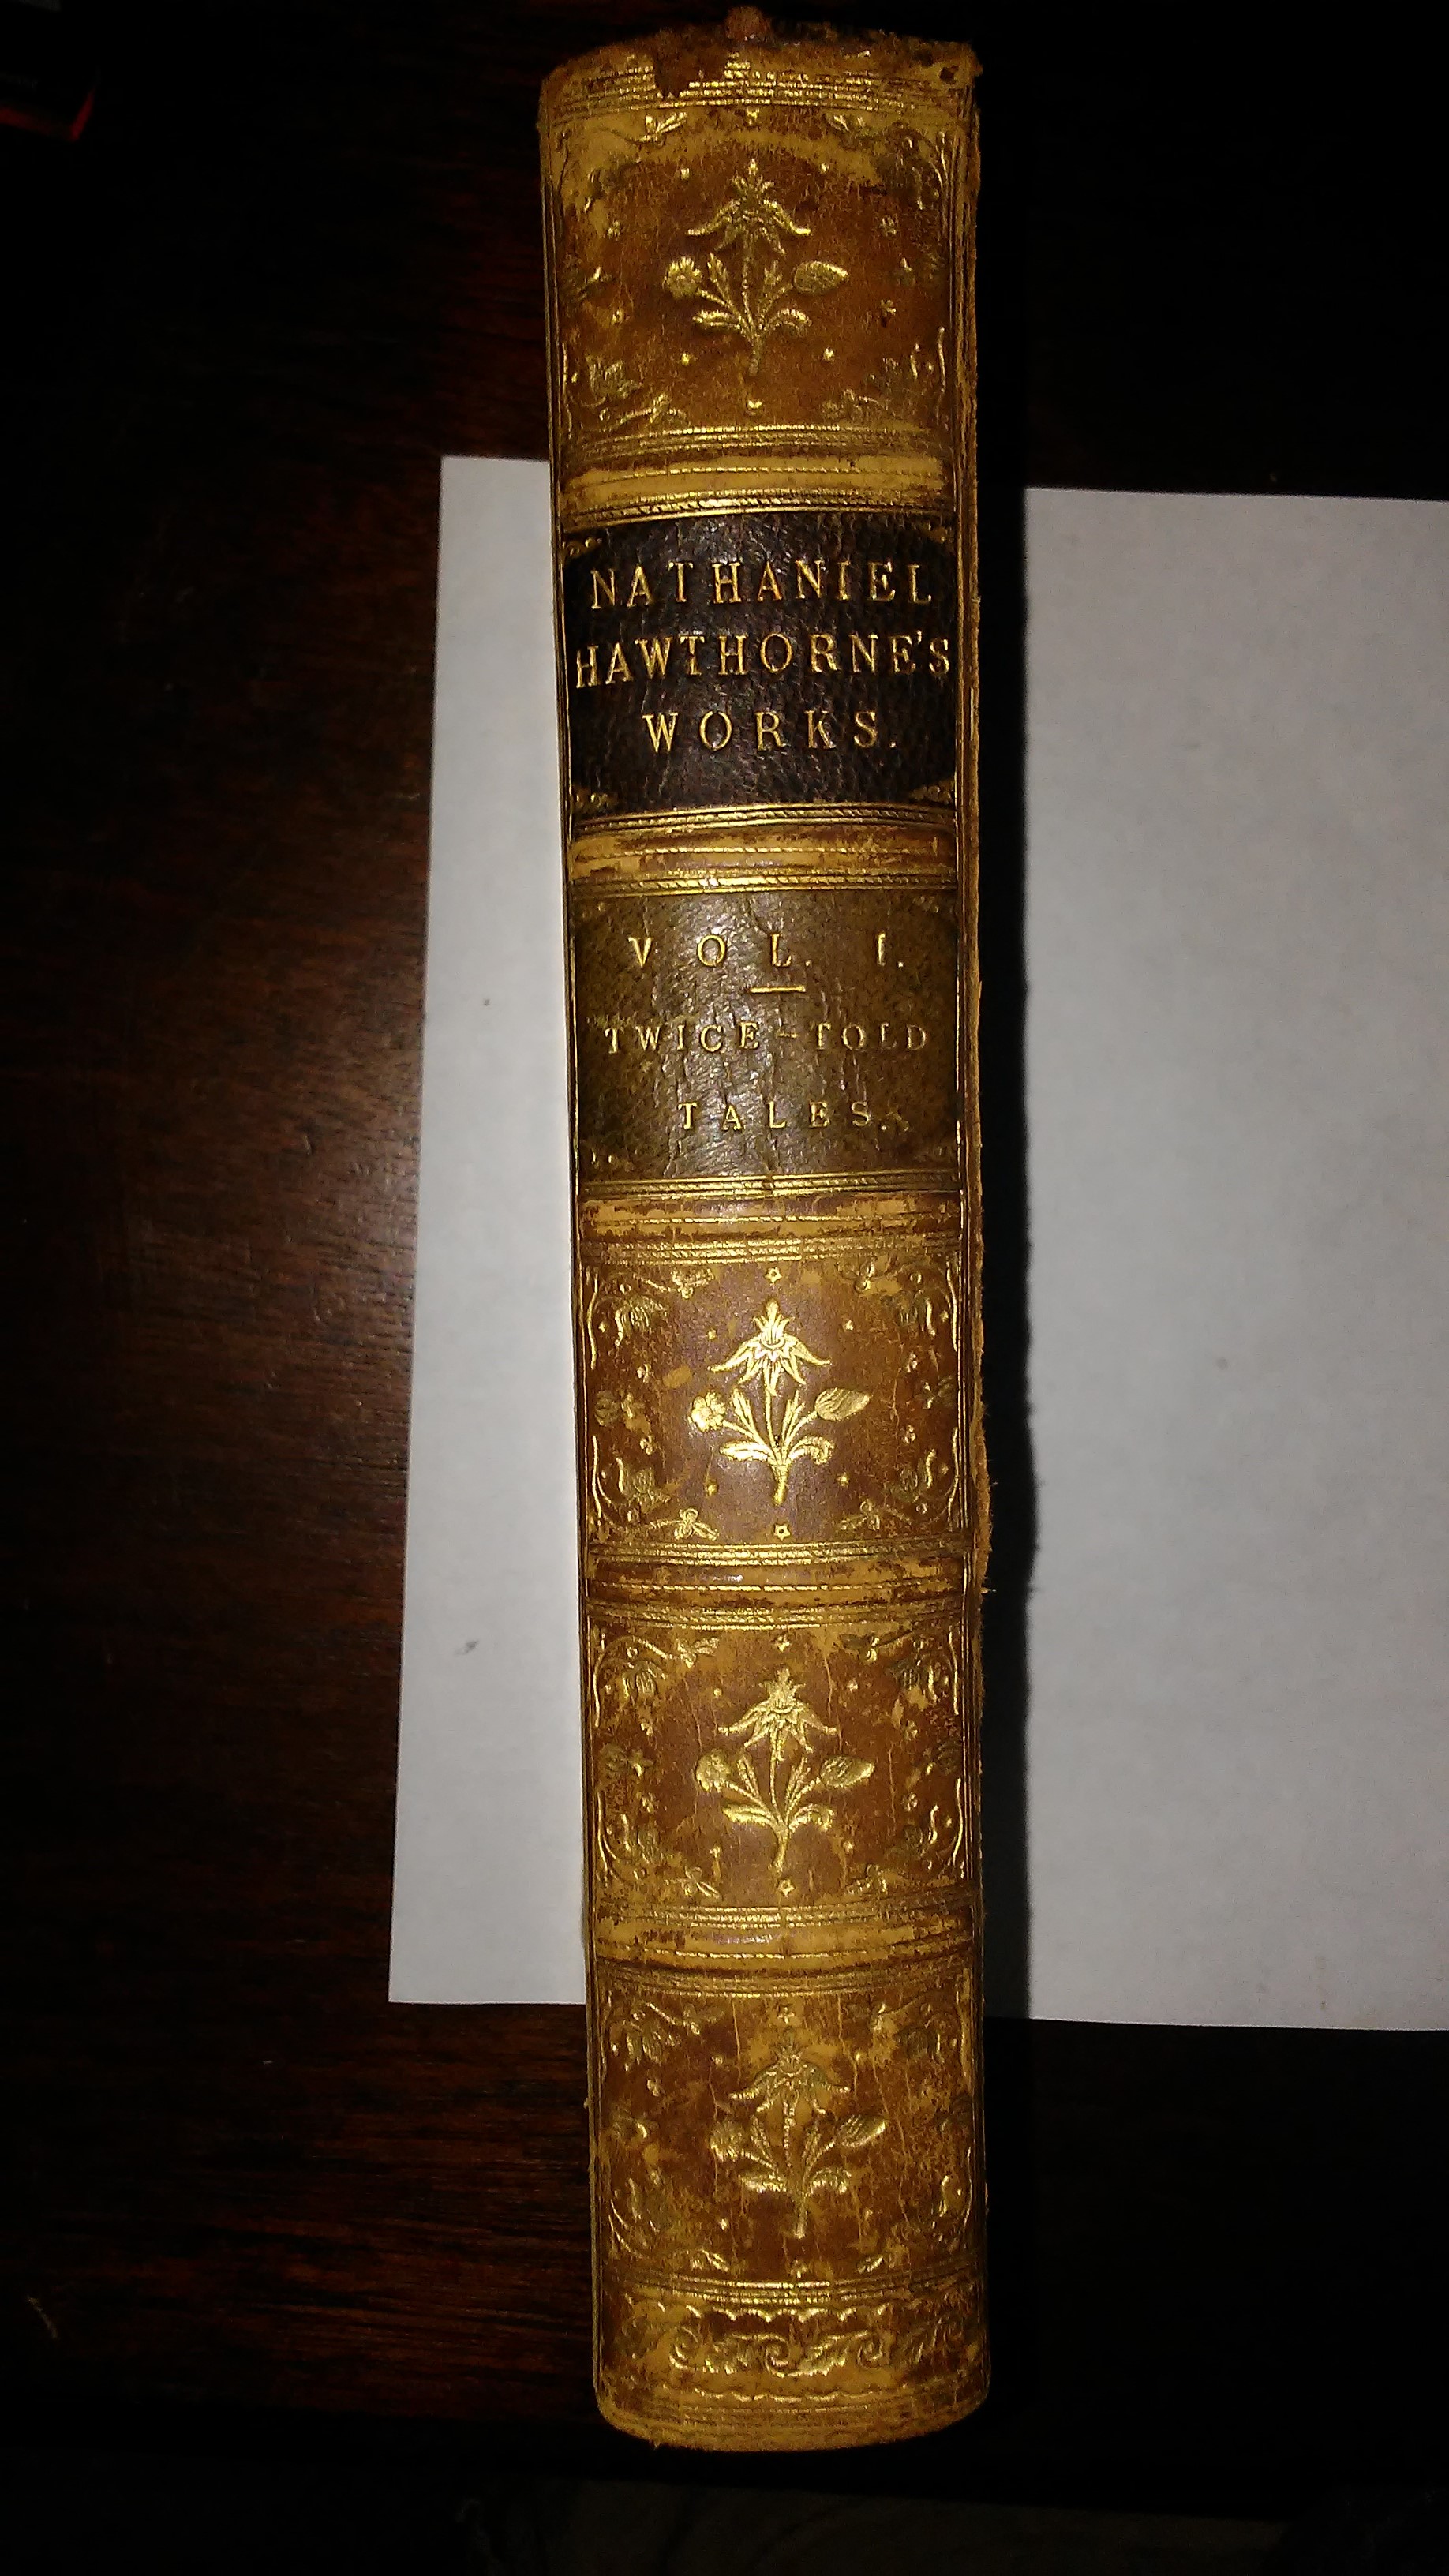 NATHANIEL
HAWTHORNE'S
WORKS.
VOL. I.
TWICE-TOLD
TALES.